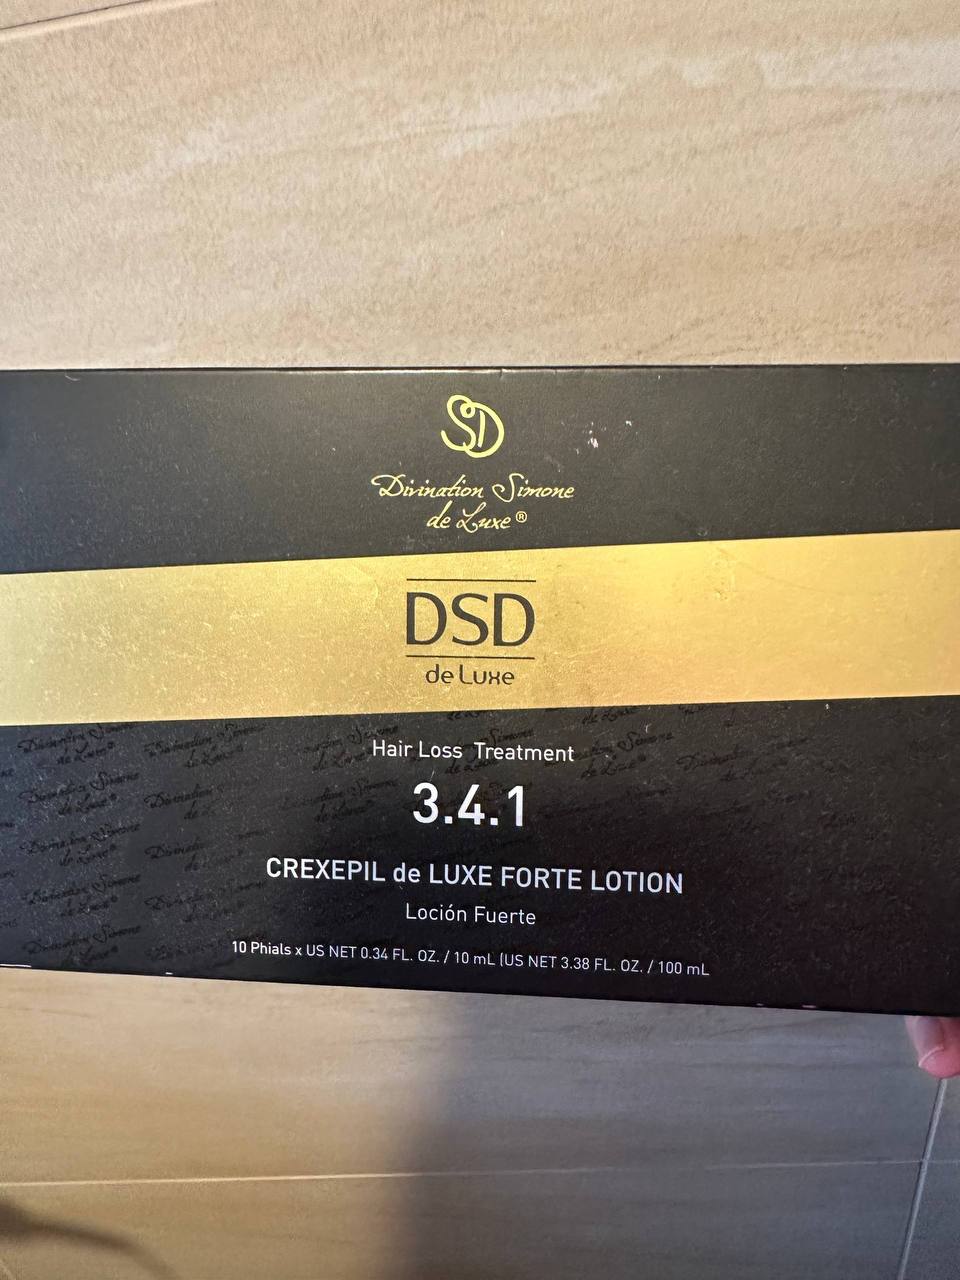 SD
Divination Simone
de Luxe®
DSD
de Luxe
Hair Loss Treatment
3.4.1
CREXEPIL de LUXE FORTE LOTION
Loción Fuerte
10 Phials x US NET 0.34 FL. OZ. / 10 mL (US NET 3.38 FL. OZ. / 100 mL